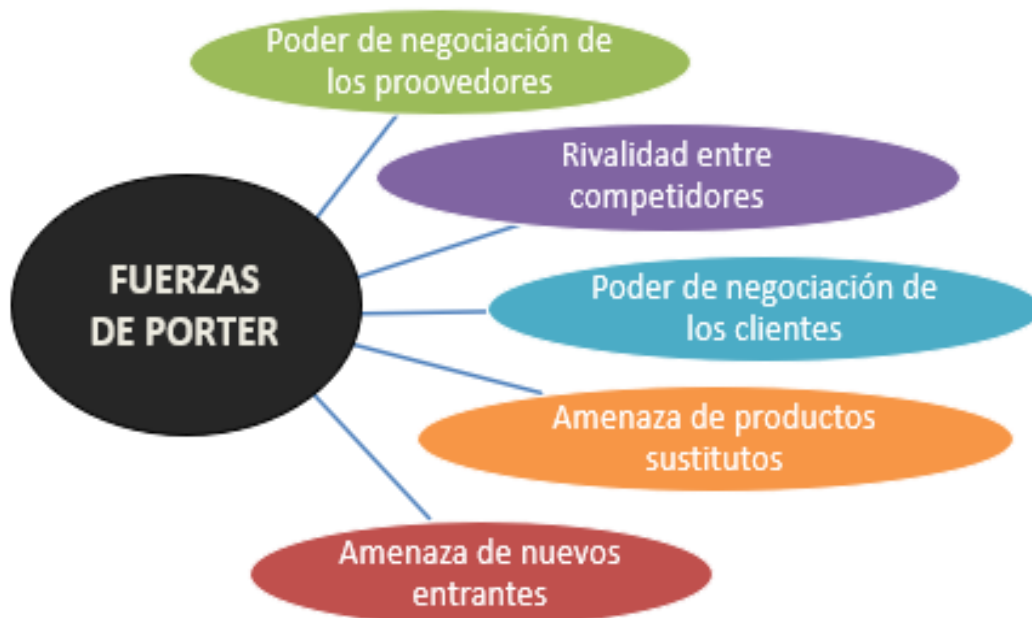 Poder de negociación de
los proovedores
Rivalidad entre
competidores
FUERZAS
DE PORTER
Poder de negociación de
los clientes
Amenaza de productos
sustitutos
Amenaza de nuevos
entrantes